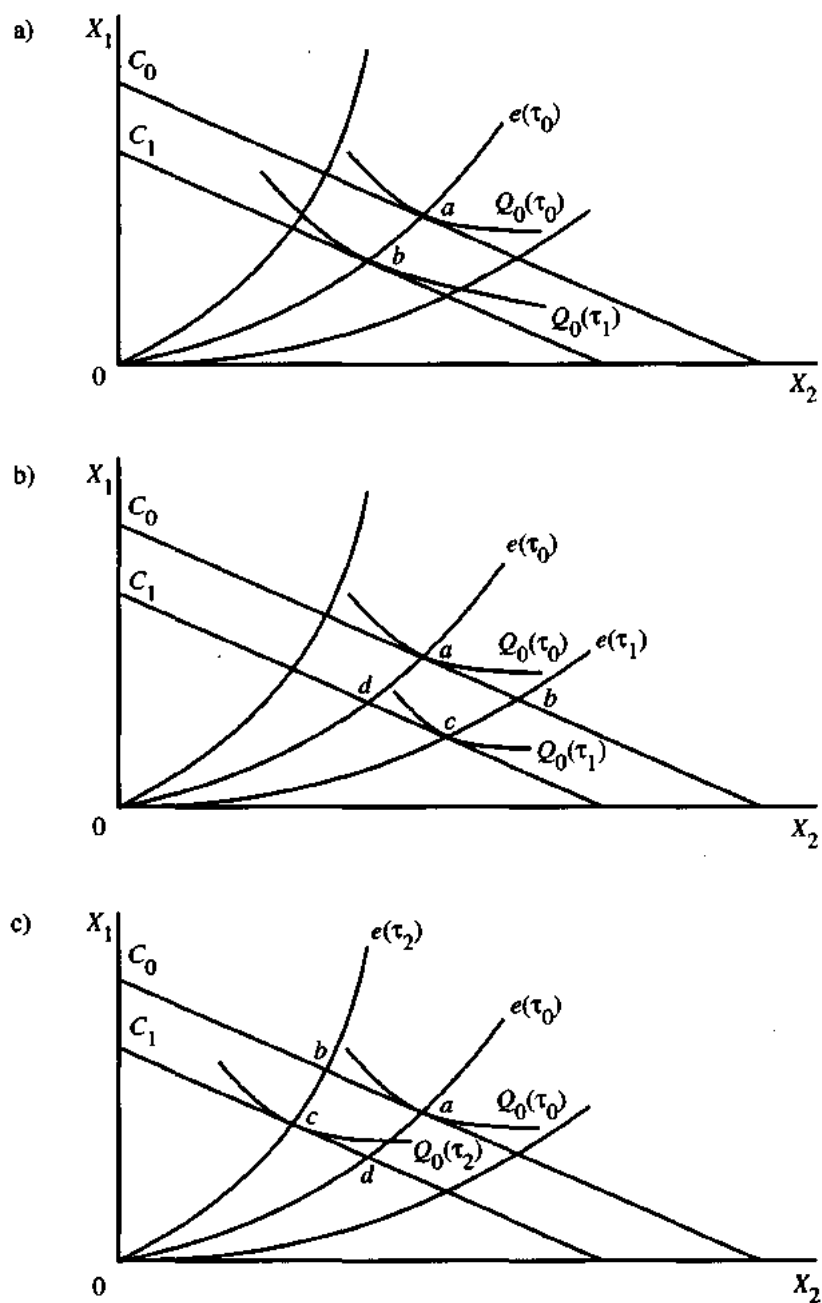 a)
X₁
C₀
C₁
e(τ₀)
a
Q₀(τ₀)
b
Q₀(τ₁)
0
X₂
b)
X₁
C₀
C₁
e(τ₀)
a
Q₀(τ₀)
e(τ₁)
d
b
c
Q₀(τ₁)
0
X₂
c)
X₁
e(τ₂)
C₀
e(τ₀)
C₁
b
a
Q₀(τ₀)
c
Q₀(τ₂)
d
0
X₂